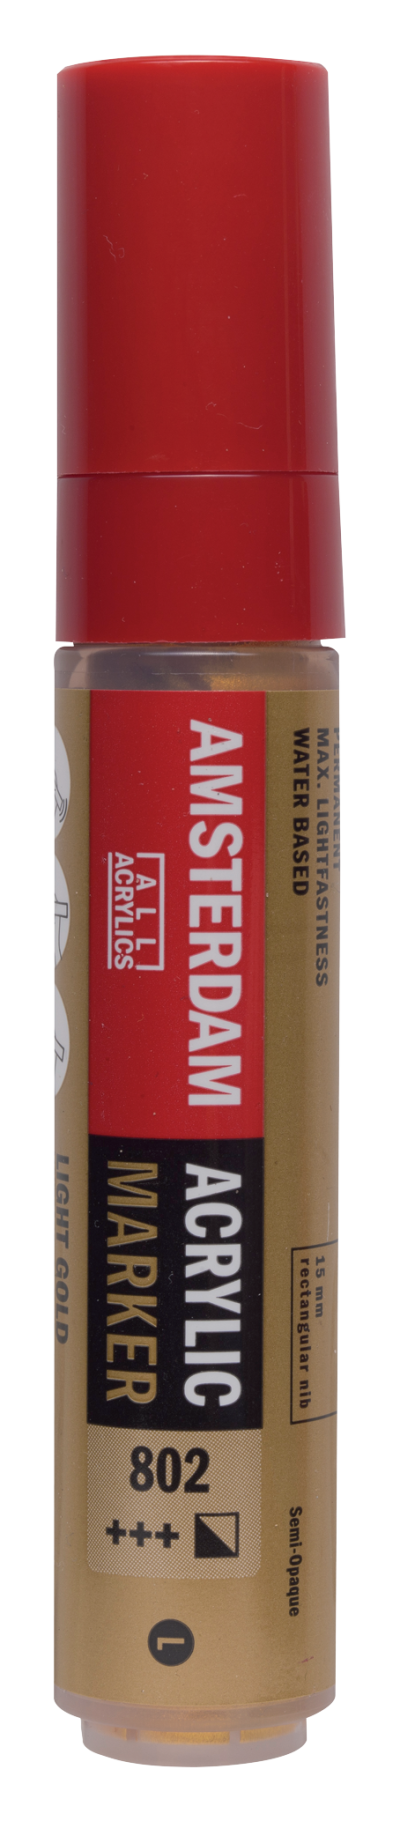 PERMANENT
MAX. LIGHTFASTNESS
WATER BASED
AMSTERDAM
ALL
ACRYLICS
ACRYLIC
MARKER
15 mm
rectangular nib
802
+++
Semi-Opaque
L
LIGHT GOLD